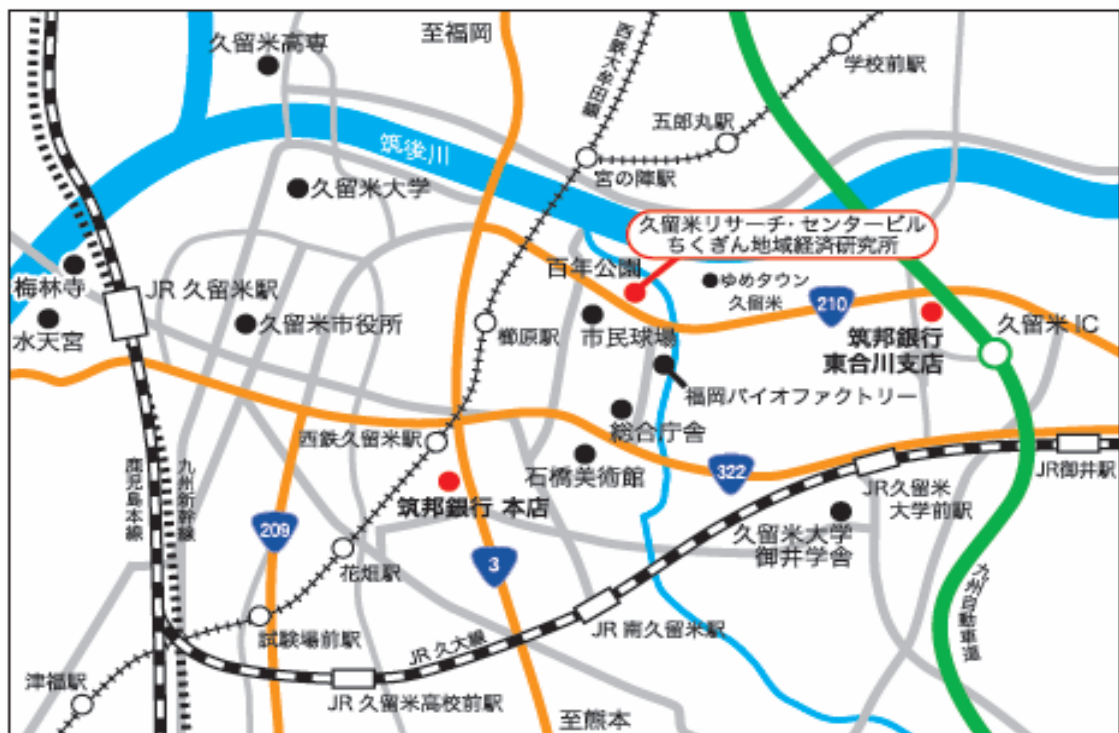 久留米高専
至福岡
西鉄大牟田線
学校前駅
五郎丸駅
筑後川
宮の陣駅
久留米大学
久留米リサーチ・センタービル
ちくぎん地域経済研究所
百年公園
ゆめタウン
久留米
梅林寺
JR 久留米駅
210
水天宮
久留米市役所
櫛原駅
市民球場
筑邦銀行
東合川支店
久留米 IC
福岡バイオファクトリー
総合庁舎
西鉄久留米駅
石橋美術館
322
JR御井駅
鹿児島本線
九州新幹線
筑邦銀行 本店
JR久留米
大学前駅
久留米大学
御井学舎
209
3
花畑駅
九州自動車道
試験場前駅
JR 久大線
JR 南久留米駅
津福駅
JR 久留米高校前駅
至熊本